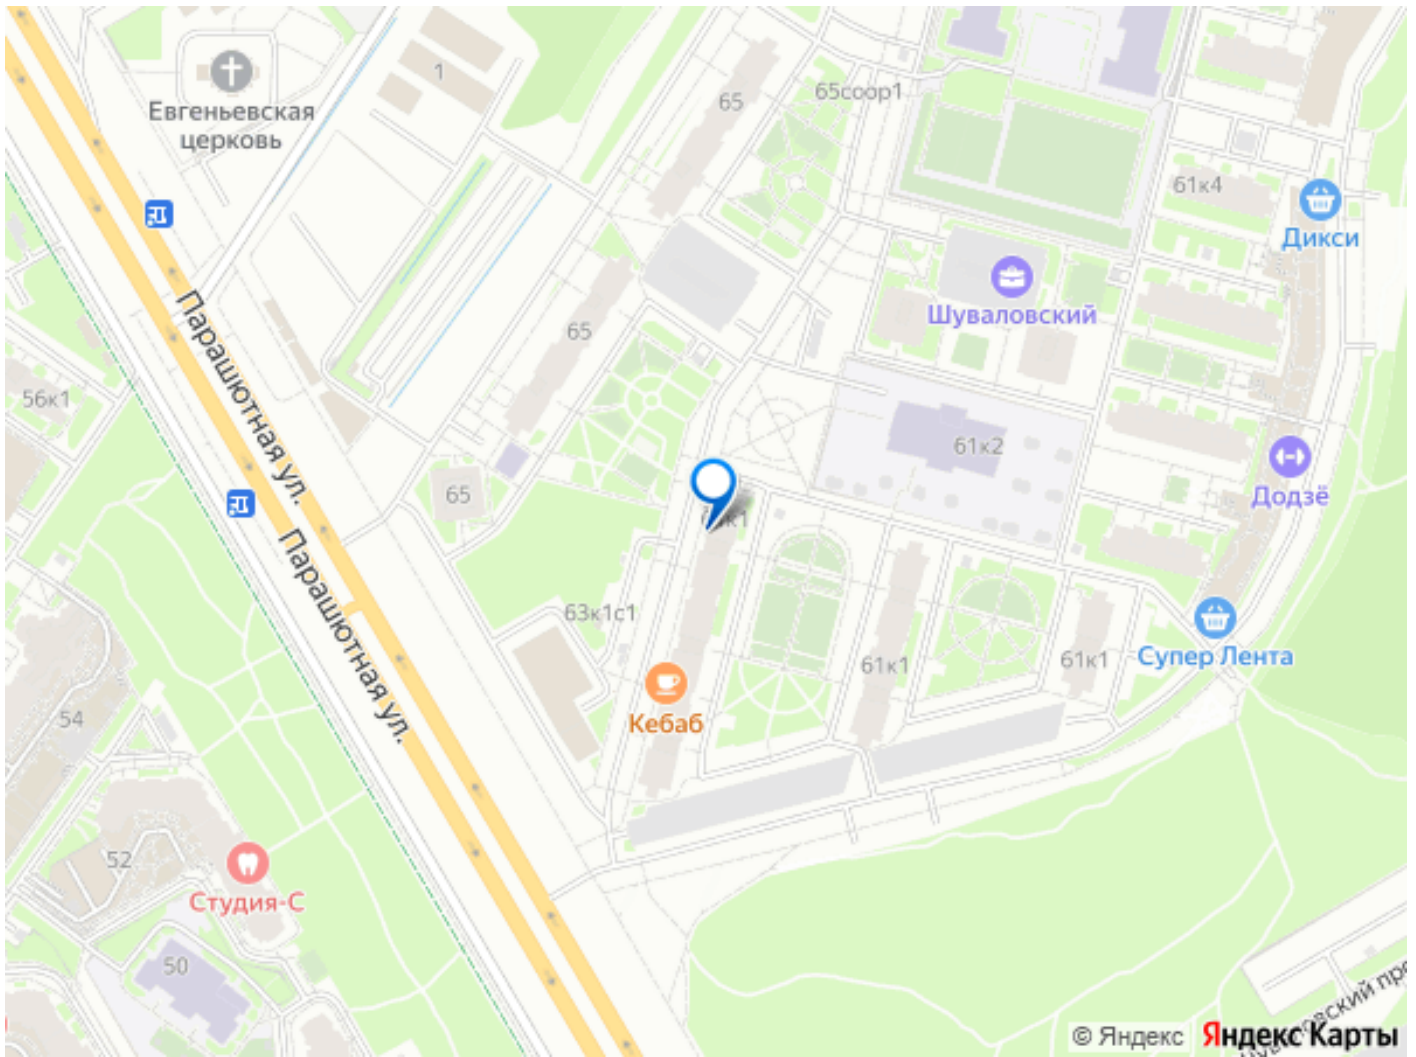 1
65
65соор1
Евгеньевская
церковь
61к4
Дикси
Шуваловский
65
56к1
Парашютная ул.
61к2
65
Додзё
Парашютная ул.
63к1с1
61к1
61к1
Супер Лента
54
Кебаб
52
Студия-С
50
© Яндекс
Яндекс Карты